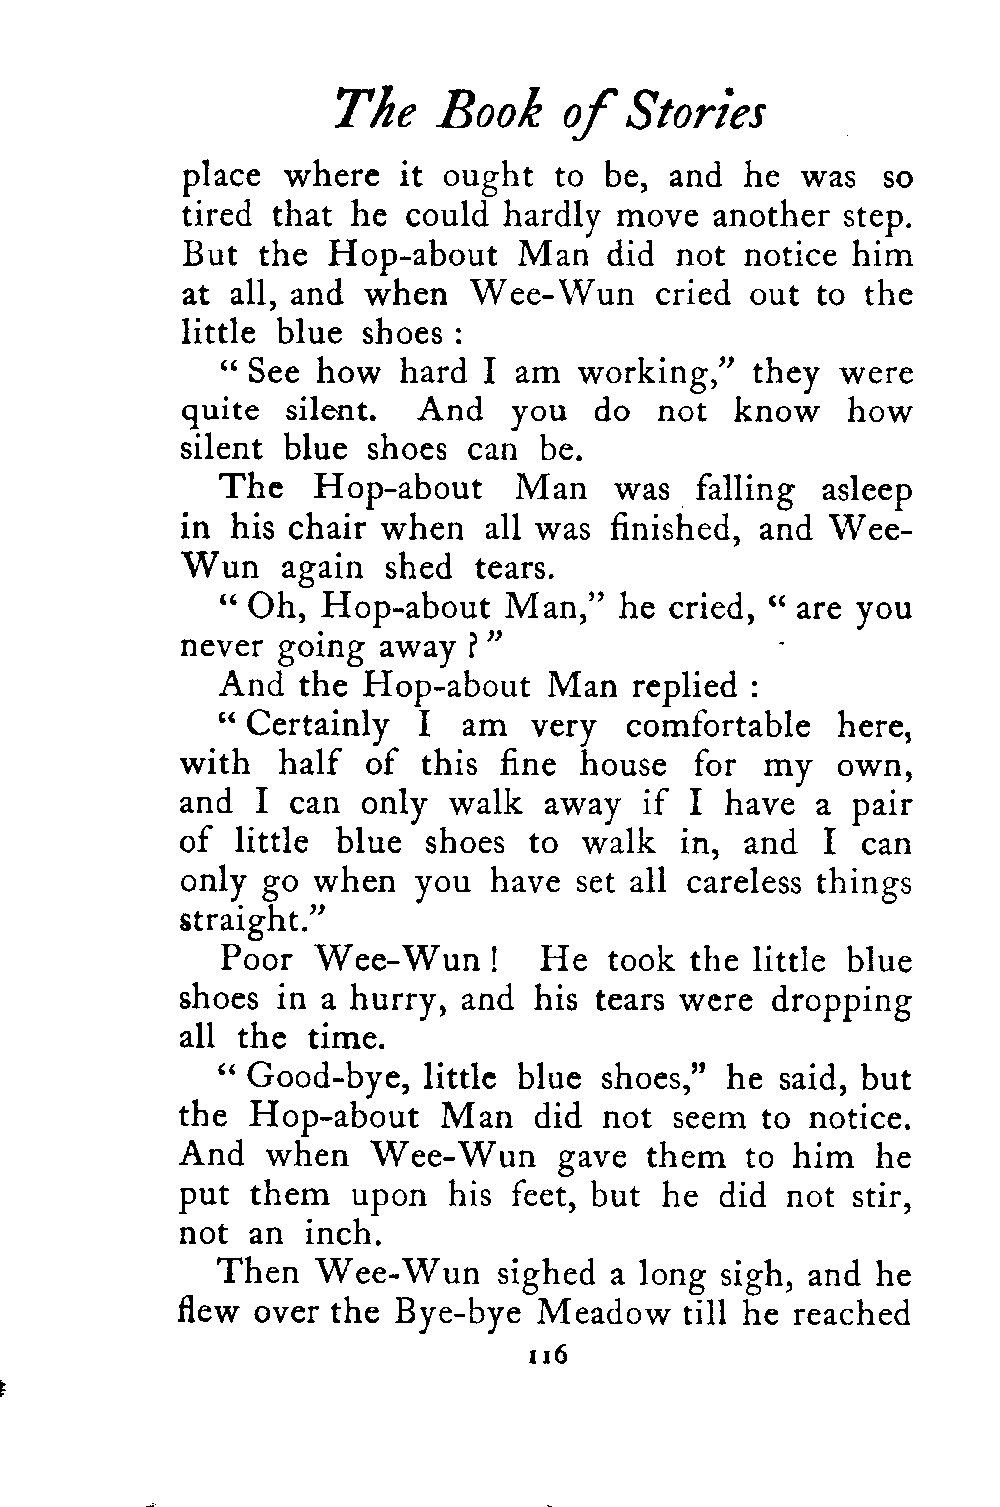 The Book of Stories
place where it ought to be, and he was so
tired that he could hardly move another step.
But the Hop-about Man did not notice him
at all, and when Wee-Wun cried out to the
little blue shoes :
“ See how hard I am working,” they were
quite silent. And you do not know how
silent blue shoes can be.
The Hop-about Man was falling asleep
in his chair when all was finished, and Wee-
Wun again shed tears.
“ Oh, Hop-about Man,” he cried, “ are you
never going away ? ”
And the Hop-about Man replied :
“ Certainly I am very comfortable here,
with half of this fine house for my own,
and I can only walk away if I have a pair
of little blue shoes to walk in, and I can
only go when you have set all careless things
straight.”
Poor Wee-Wun ! He took the little blue
shoes in a hurry, and his tears were dropping
all the time.
“ Good-bye, little blue shoes,” he said, but
the Hop-about Man did not seem to notice.
And when Wee-Wun gave them to him he
put them upon his feet, but he did not stir,
not an inch.
Then Wee-Wun sighed a long sigh, and he
flew over the Bye-bye Meadow till he reached
116